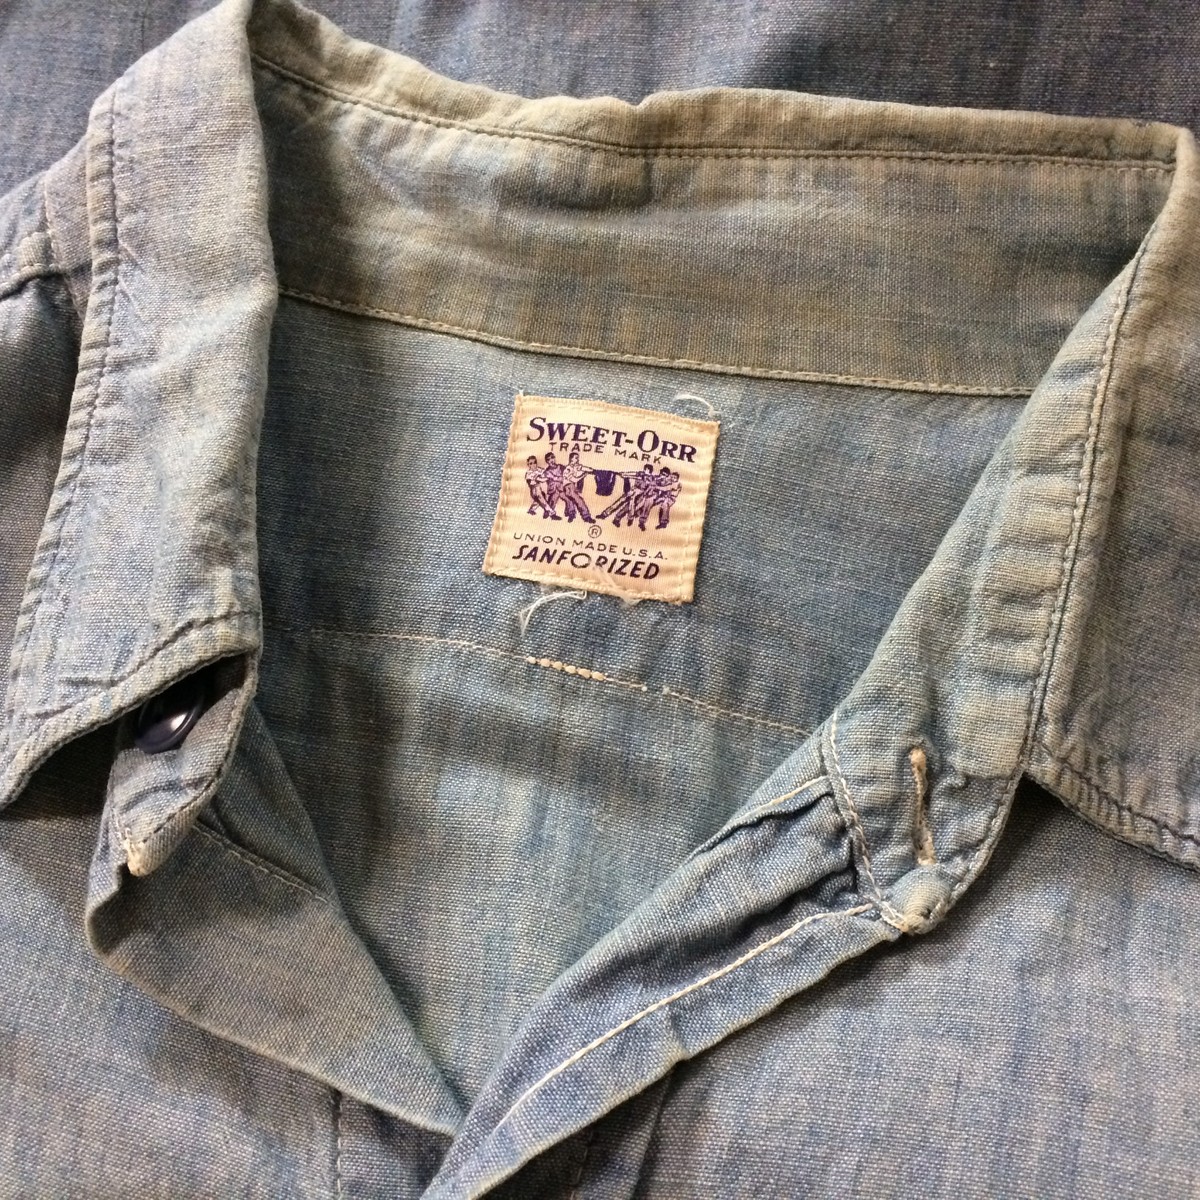 SWEET-ORR
TRADE MARK
®
UNION MADE U.S.A.
SANFORIZED